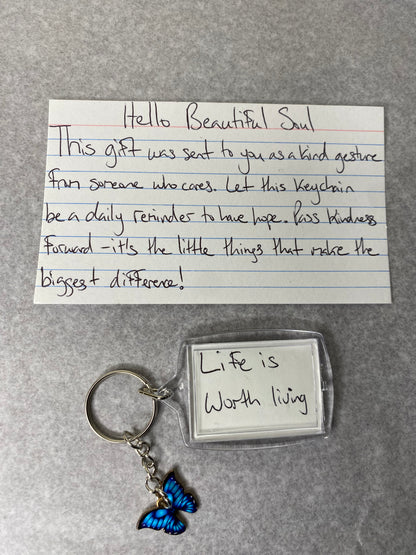 Hello Beautiful Soul
This gift was sent to you as a kind gesture
from someone who cares. Let this keychain
be a daily reminder to have hope. Pass kindness
forward - it's the little things that make the
biggest difference!
Life is
Worth living